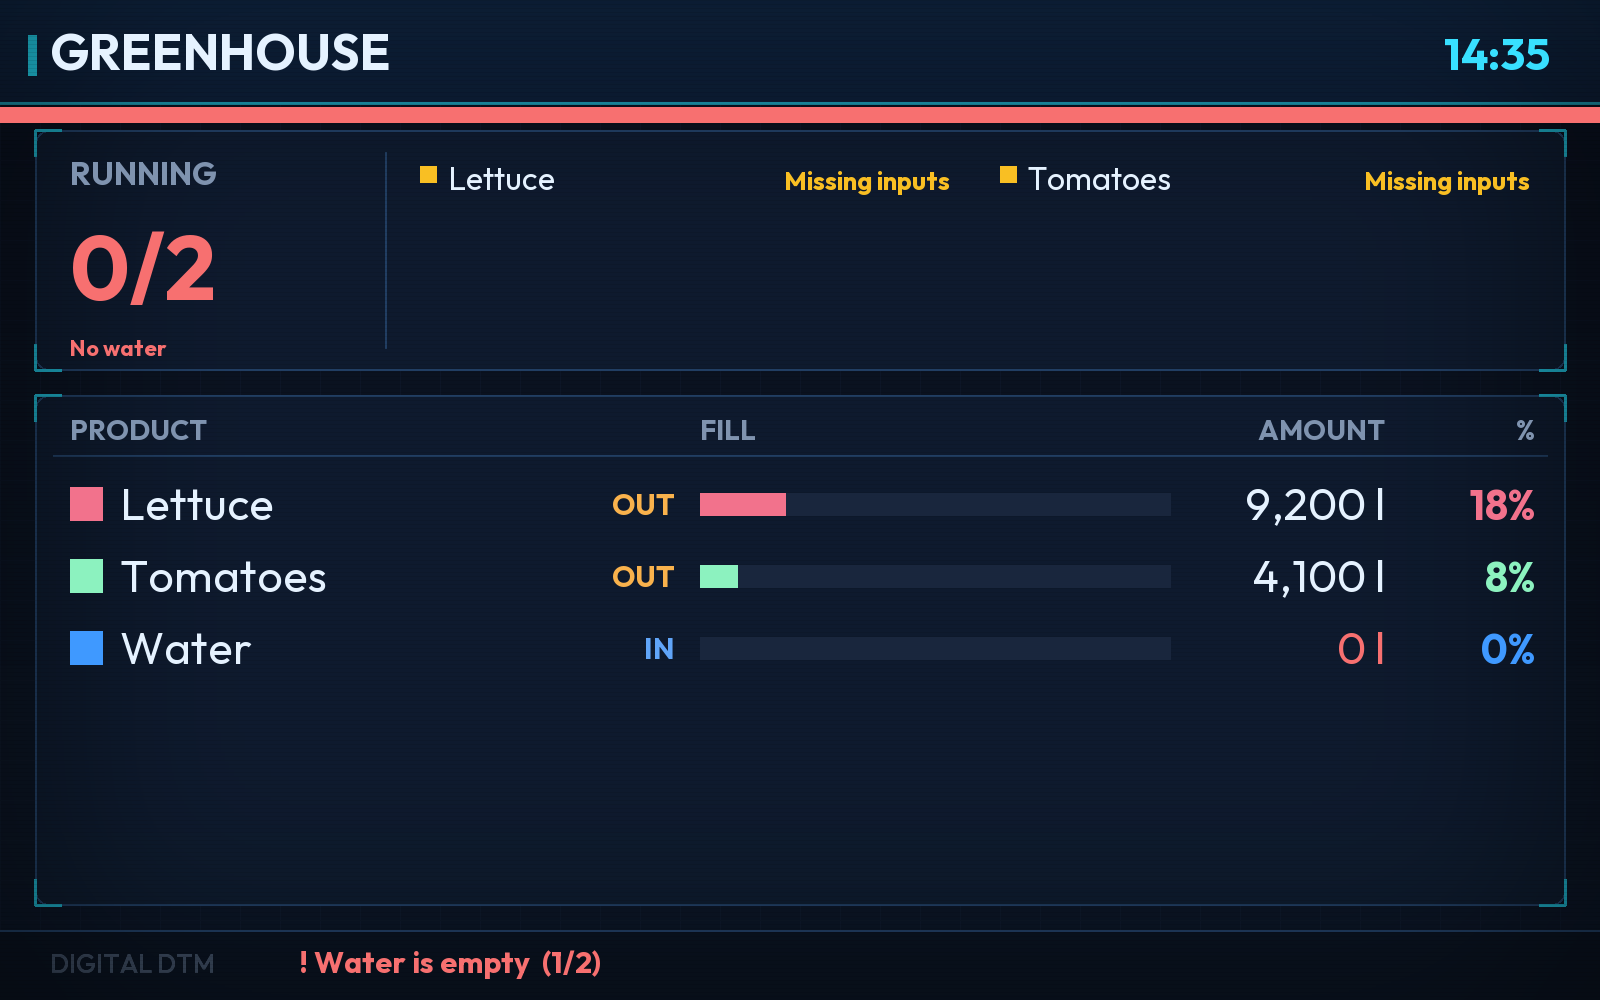 GREENHOUSE
14:35
RUNNING
0/2
No water
Lettuce Missing inputs
Tomatoes Missing inputs
PRODUCT FILL AMOUNT %
Lettuce OUT 9,200 l 18%
Tomatoes OUT 4,100 l 8%
Water IN 0 l 0%
DIGITAL DTM ! Water is empty (1/2)